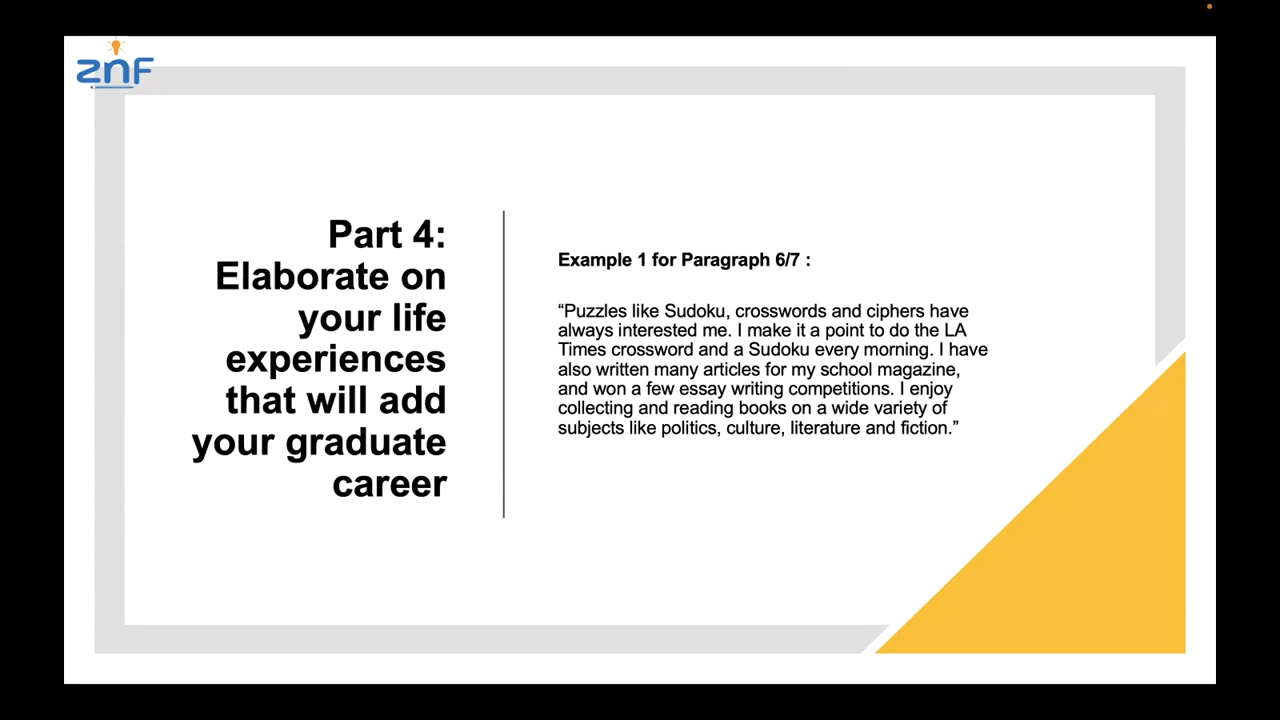 znF
Part 4:
Elaborate on
your life
experiences
that will add
your graduate
career
Example 1 for Paragraph 6/7 :
“Puzzles like Sudoku, crosswords and ciphers have
always interested me. I make it a point to do the LA
Times crossword and a Sudoku every morning. I have
also written many articles for my school magazine,
and won a few essay writing competitions. I enjoy
collecting and reading books on a wide variety of
subjects like politics, culture, literature and fiction.”